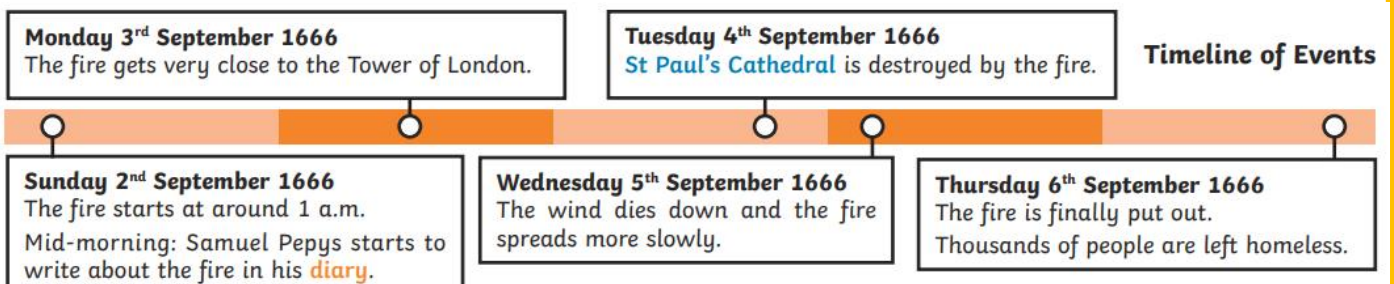 Monday 3rd September 1666
The fire gets very close to the Tower of London.
Tuesday 4th September 1666
St Paul's Cathedral is destroyed by the fire.
Timeline of Events
Sunday 2nd September 1666
The fire starts at around 1 a.m.
Mid-morning: Samuel Pepys starts to
write about the fire in his diary.
Wednesday 5th September 1666
The wind dies down and the fire
spreads more slowly.
Thursday 6th September 1666
The fire is finally put out.
Thousands of people are left homeless.